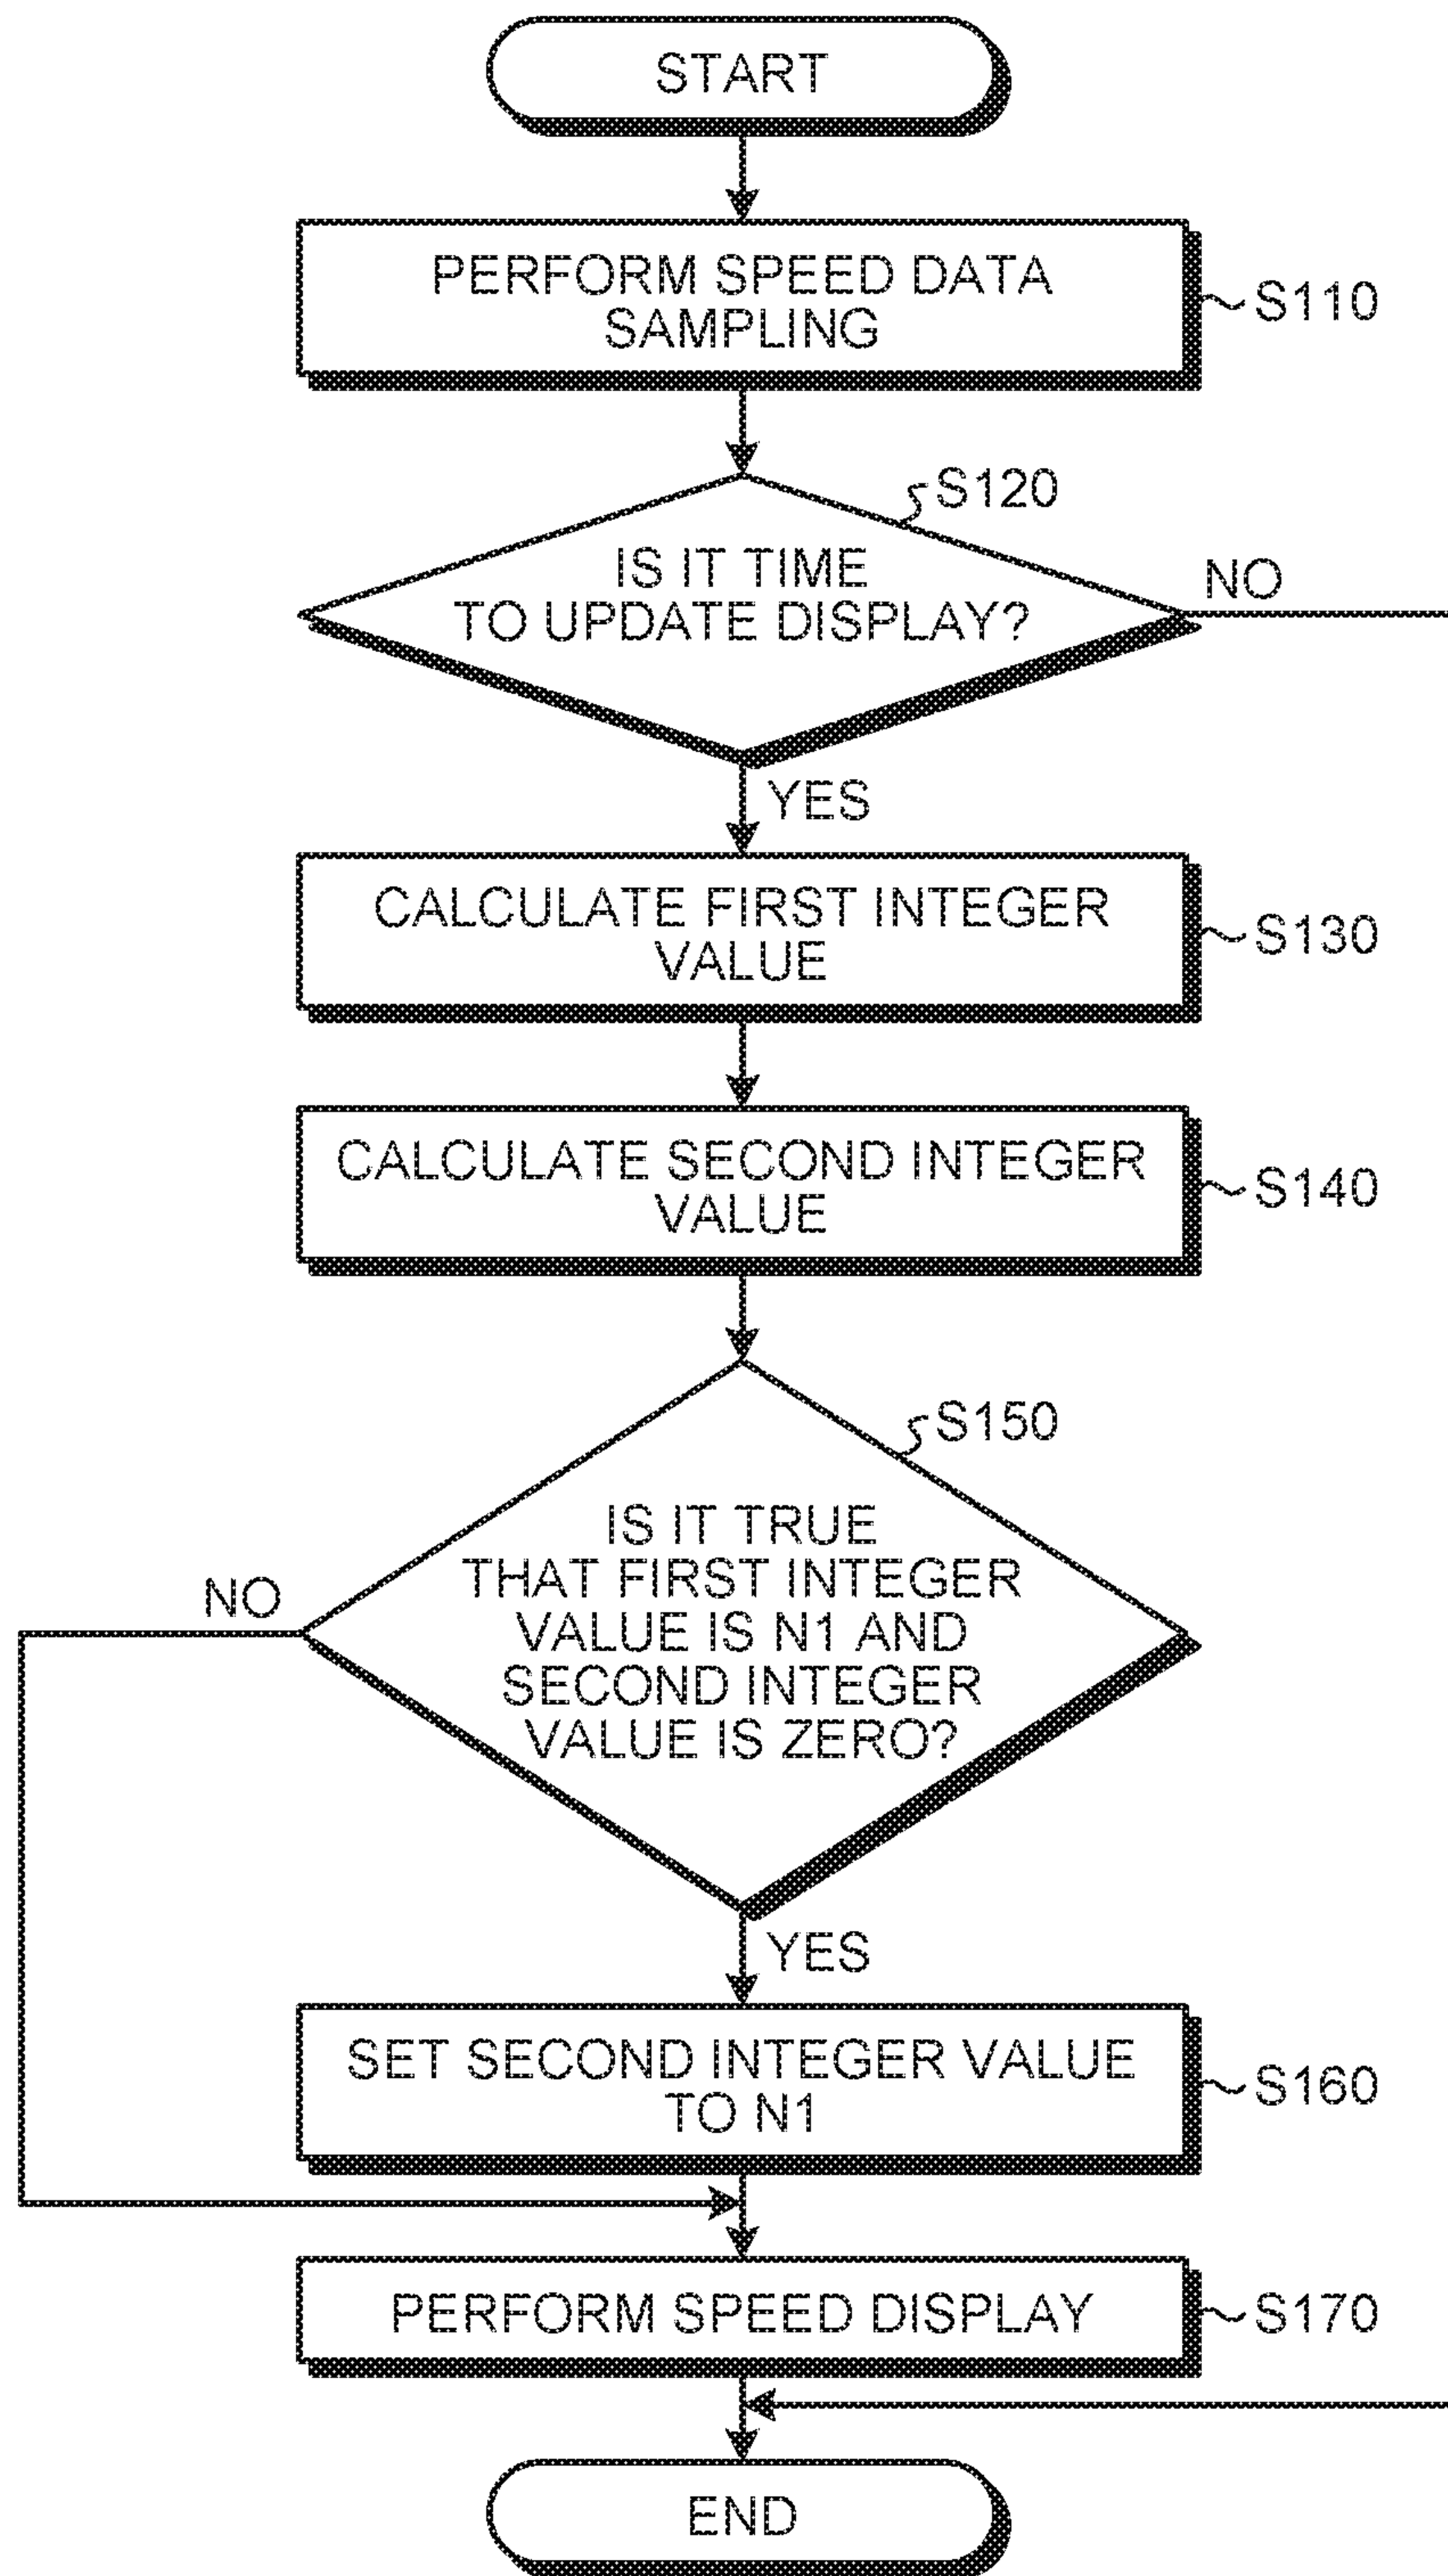 START
PERFORM SPEED DATA
SAMPLING
S110
S120
IS IT TIME
TO UPDATE DISPLAY?
NO
YES
CALCULATE FIRST INTEGER
VALUE
S130
CALCULATE SECOND INTEGER
VALUE
S140
S150
IS IT TRUE
THAT FIRST INTEGER
VALUE IS N1 AND
SECOND INTEGER
VALUE IS ZERO?
NO
YES
SET SECOND INTEGER VALUE
TO N1
S160
PERFORM SPEED DISPLAY
S170
END